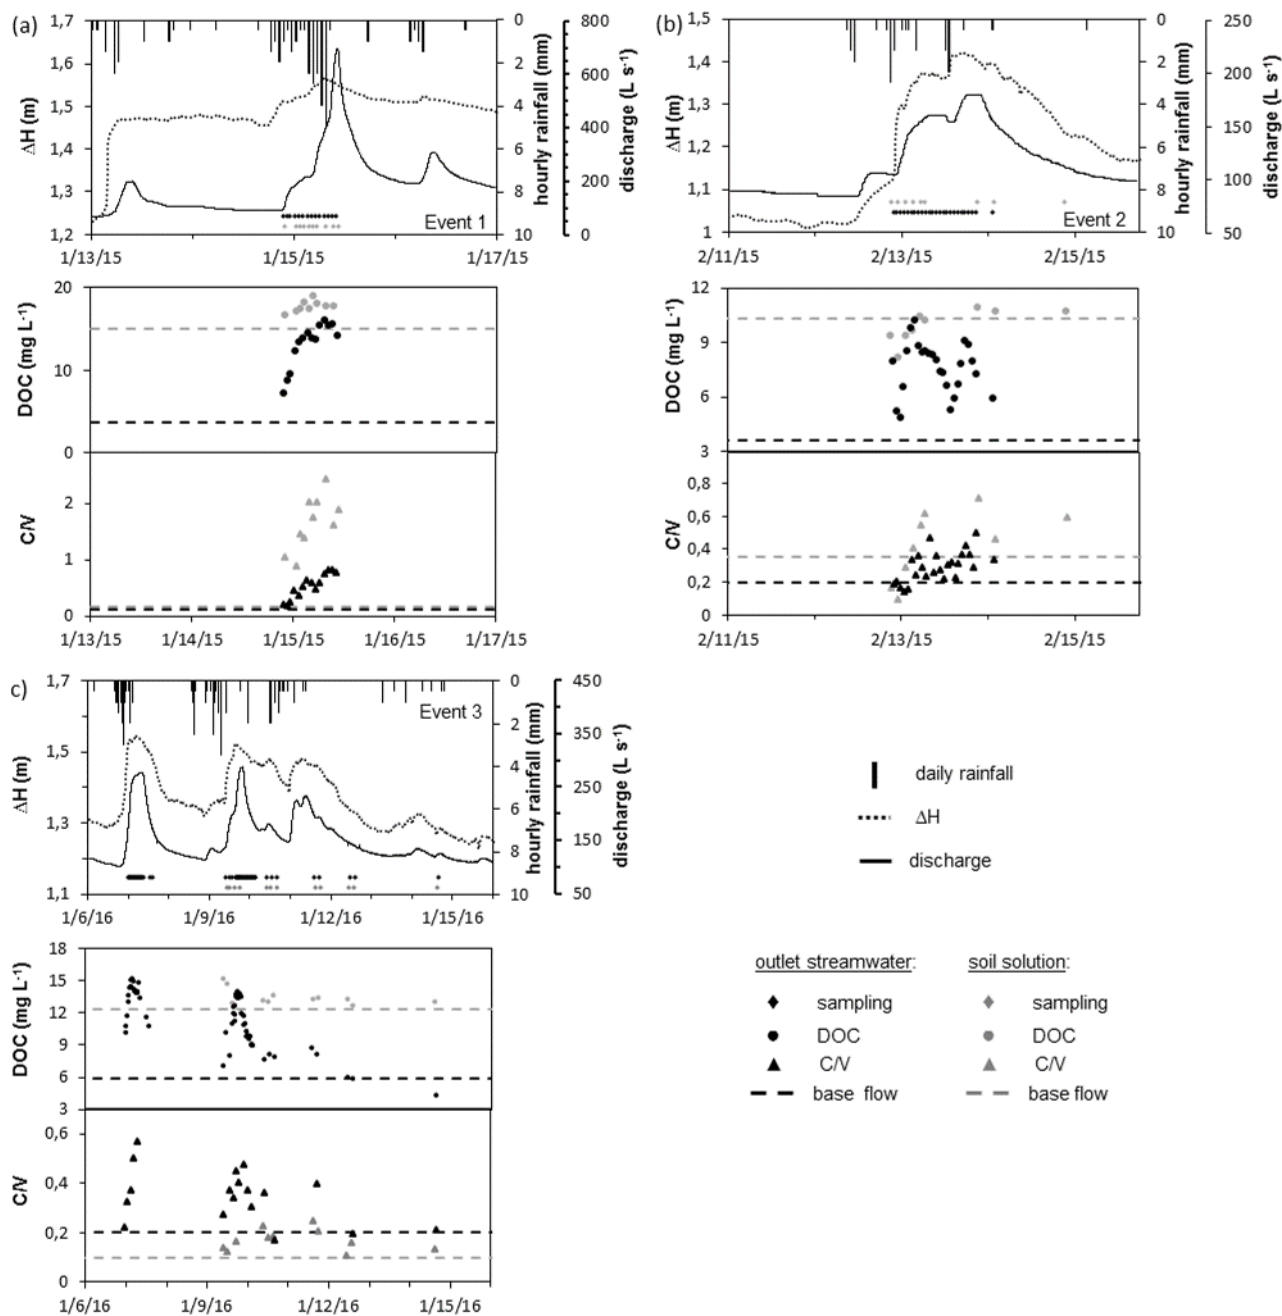 (a)
1,7
1,6
1,5
1,4
1,3
1,2
ΔH (m)
0
2
4
6
8
10
hourly rainfall (mm)
800
600
400
200
0
discharge (L s-1)
Event 1
1/13/15
1/15/15
1/17/15
20
10
0
DOC (mg L-1)
2
1
0
C/V
1/13/15
1/14/15
1/15/15
1/16/15
1/17/15
(b)
1,5
1,4
1,3
1,2
1,1
1
ΔH (m)
0
2
4
6
8
10
hourly rainfall (mm)
250
200
150
100
50
discharge (L s-1)
Event 2
2/11/15
2/13/15
2/15/15
12
9
6
3
DOC (mg L-1)
0,8
0,6
0,4
0,2
0
C/V
2/11/15
2/13/15
2/15/15
c)
1,7
1,5
1,3
1,1
ΔH (m)
0
2
4
6
8
10
hourly rainfall (mm)
450
350
250
150
50
discharge (L s-1)
Event 3
1/6/16
1/9/16
1/12/16
1/15/16
18
15
12
9
6
3
DOC (mg L-1)
0,6
0,4
0,2
0
C/V
1/6/16
1/9/16
1/12/16
1/15/16
daily rainfall
ΔH
discharge
outlet streamwater:
sampling
DOC
C/V
base flow
soil solution:
sampling
DOC
C/V
base flow